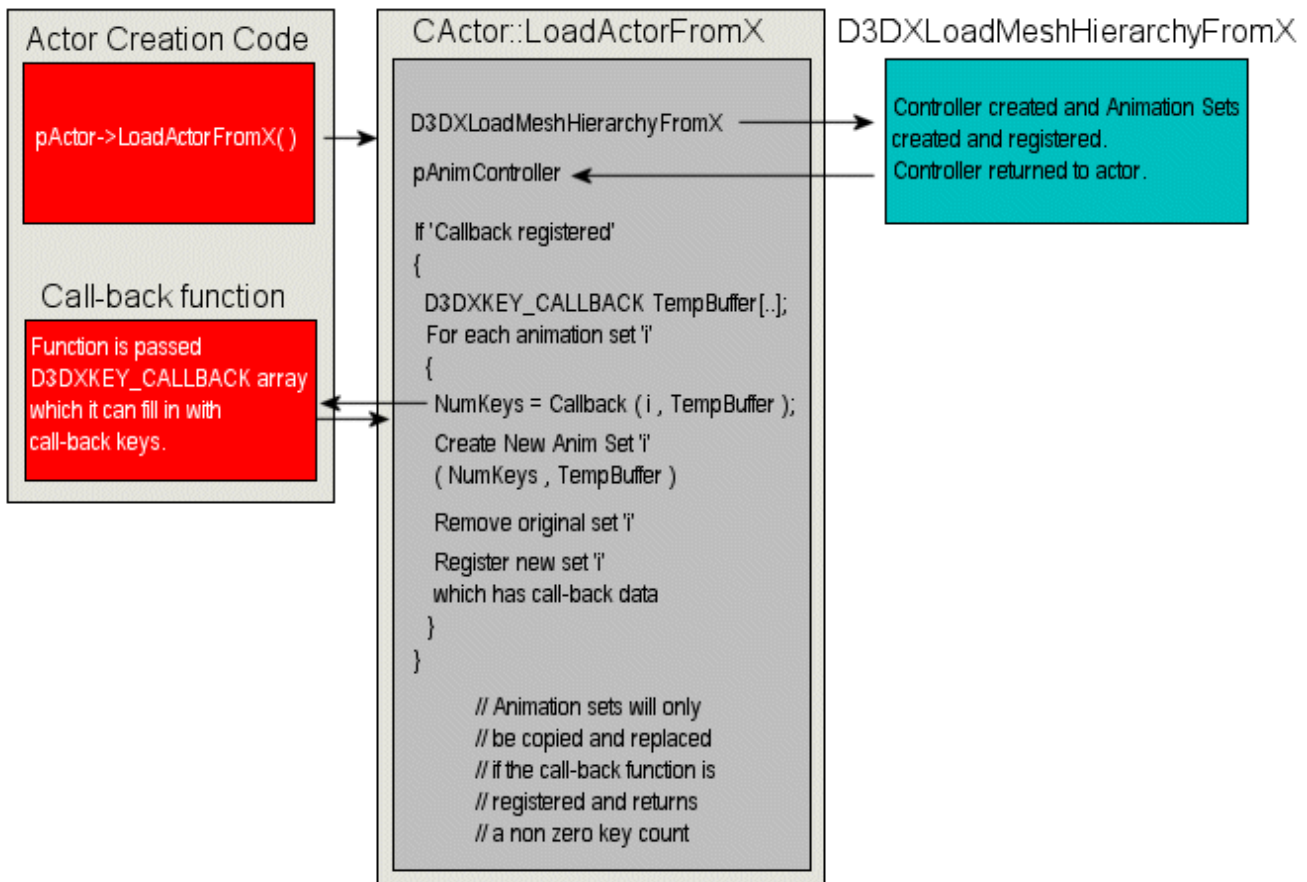 Actor Creation Code
pActor->LoadActorFromX( )
Call-back function
Function is passed
D3DXKEY_CALLBACK array
which it can fill in with
call-back keys.
CActor::LoadActorFromX
D3DXLoadMeshHierarchyFromX
pAnimController
If 'Callback registered'
{
D3DXKEY_CALLBACK TempBuffer[..];
For each animation set 'i'
{
NumKeys = Callback ( i , TempBuffer );
Create New Anim Set 'i'
( NumKeys , TempBuffer )
Remove original set 'i'
Register new set 'i'
which has call-back data
}
}
// Animation sets will only
// be copied and replaced
// if the call-back function is
// registered and returns
// a non zero key count
D3DXLoadMeshHierarchyFromX
Controller created and Animation Sets
created and registered.
Controller returned to actor.